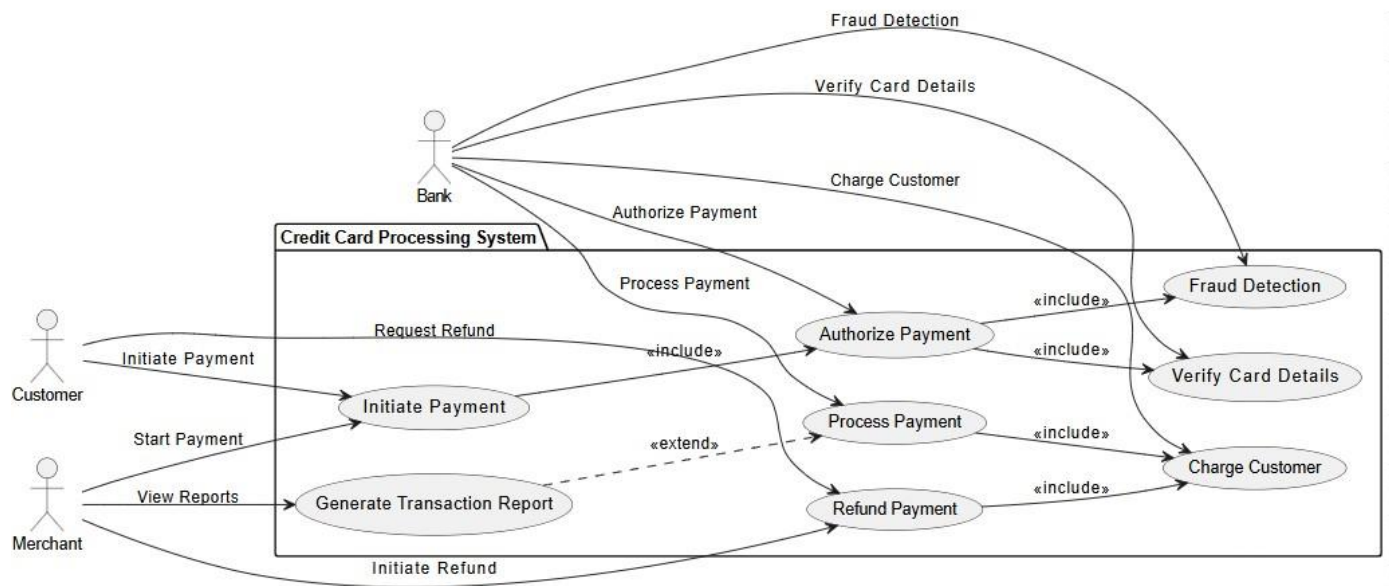 Fraud Detection
Verify Card Details
Bank
Charge Customer
Authorize Payment
Credit Card Processing System
Process Payment
Fraud Detection
«include»
Request Refund
Authorize Payment
Initiate Payment
«include»
«include»
Customer
Verify Card Details
Initiate Payment
Start Payment
Process Payment
«include»
«extend»
Charge Customer
View Reports
Generate Transaction Report
Refund Payment
«include»
Merchant
Initiate Refund